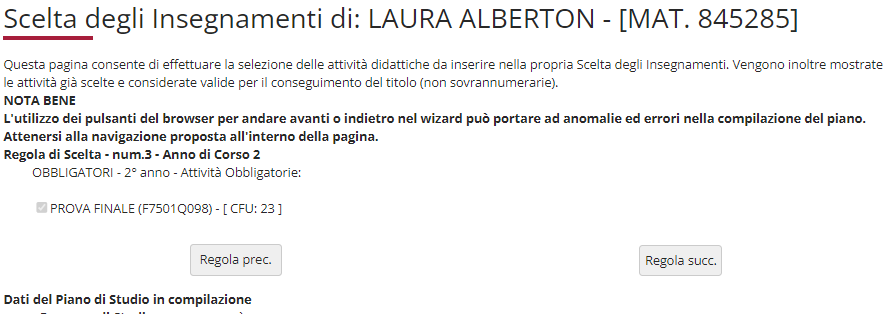 Scelta degli Insegnamenti di: LAURA ALBERTON - [MAT. 845285]
Questa pagina consente di effettuare la selezione delle attività didattiche da inserire nella propria Scelta degli Insegnamenti. Vengono inoltre mostrate
le attività già scelte e considerate valide per il conseguimento del titolo (non sovrannumerarie).
NOTA BENE
L'utilizzo dei pulsanti del browser per andare avanti o indietro nel wizard può portare ad anomalie ed errori nella compilazione del piano.
Attenersi alla navigazione proposta all'interno della pagina.
Regola di Scelta - num.3 - Anno di Corso 2
OBBLIGATORI - 2° anno - Attività Obbligatorie:
PROVA FINALE (F7501Q098) - [ CFU: 23 ]
Regola prec.
Regola succ.
Dati del Piano di Studio in compilazione